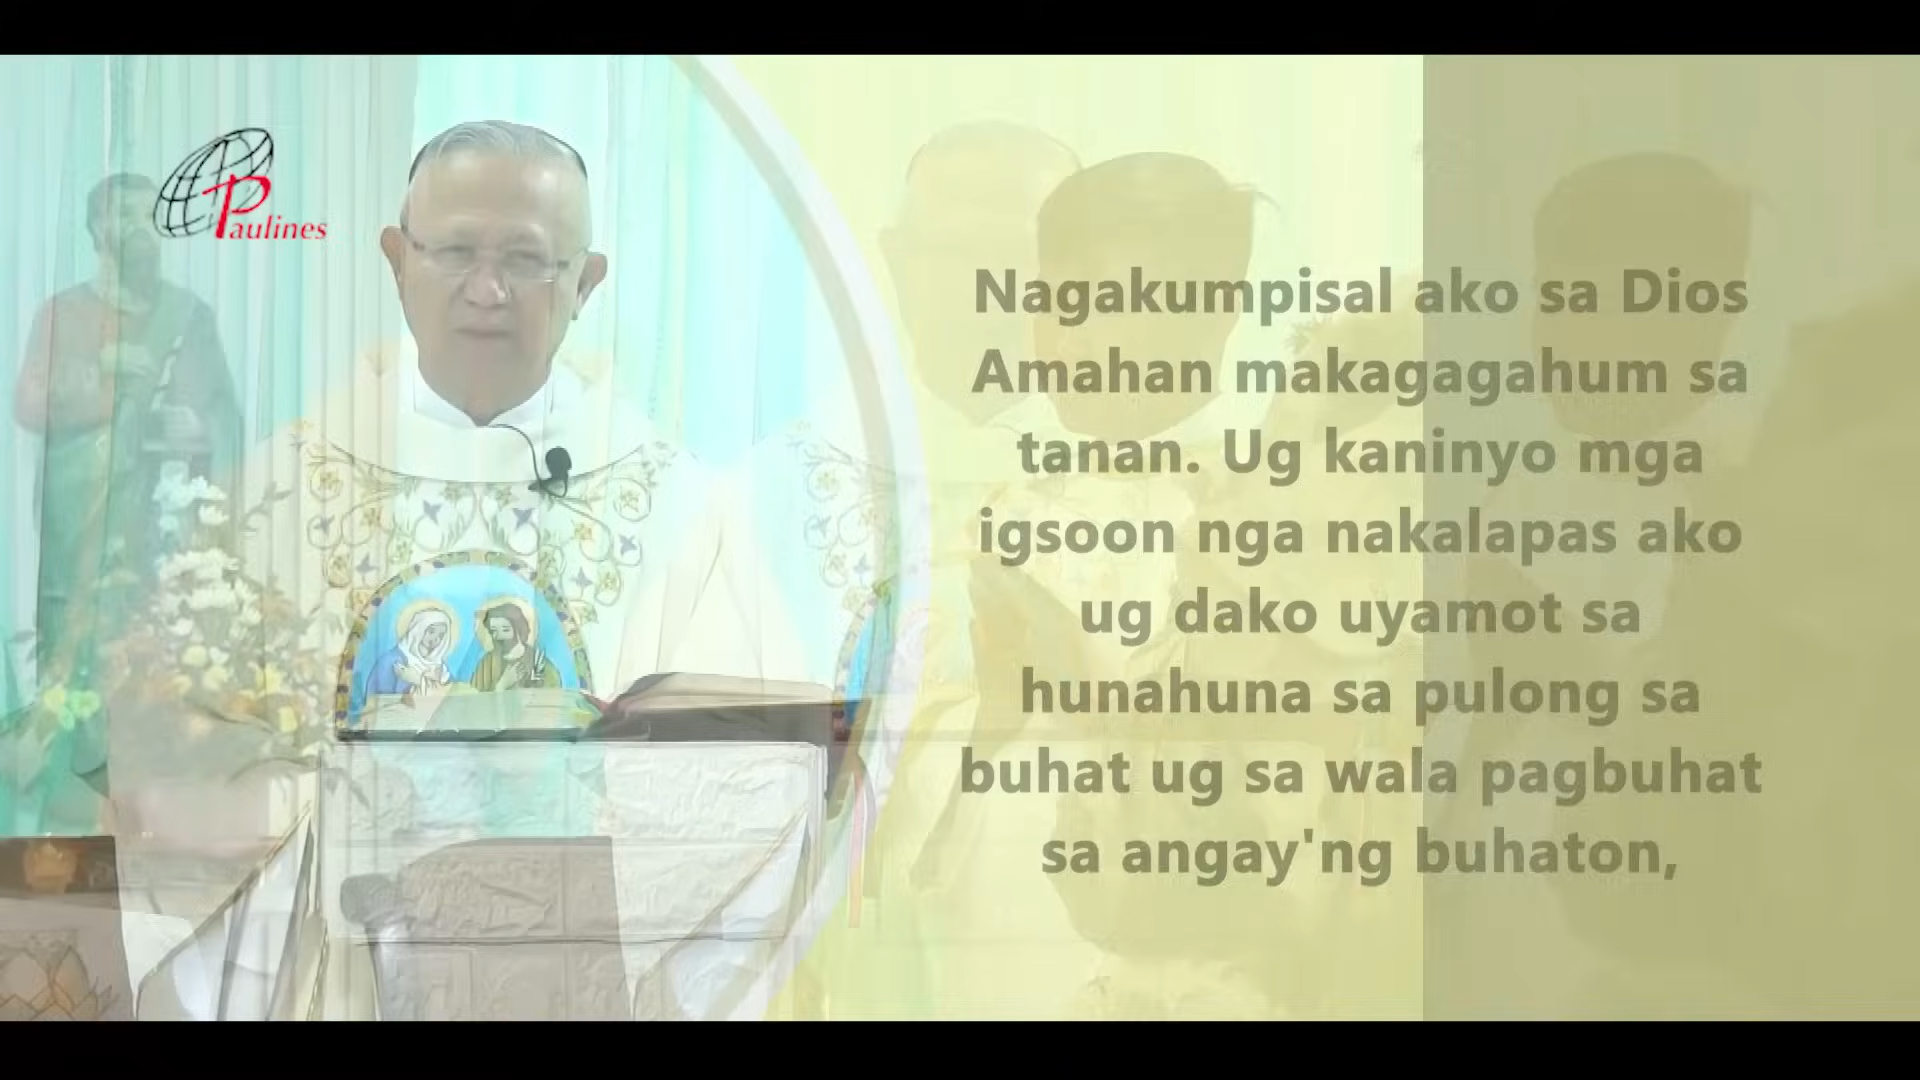 Paulines
Nagakumpisal ako sa Dios
Amahan makagagahum sa
tanan. Ug kaninyo mga
igsoon nga nakalapas ako
ug dako uyamot sa
hunahuna sa pulong sa
buhat ug sa wala pagbuhat
sa angay'ng buhaton,